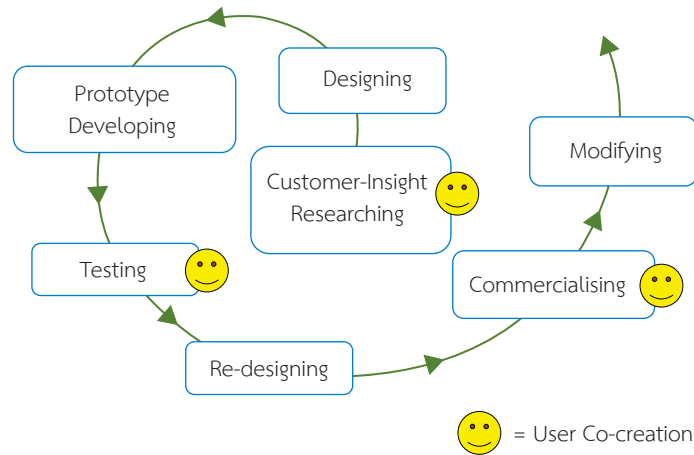 Designing
Prototype
Developing
Modifying
Customer-Insight
Researching
Testing
Commercialising
Re-designing
= User Co-creation